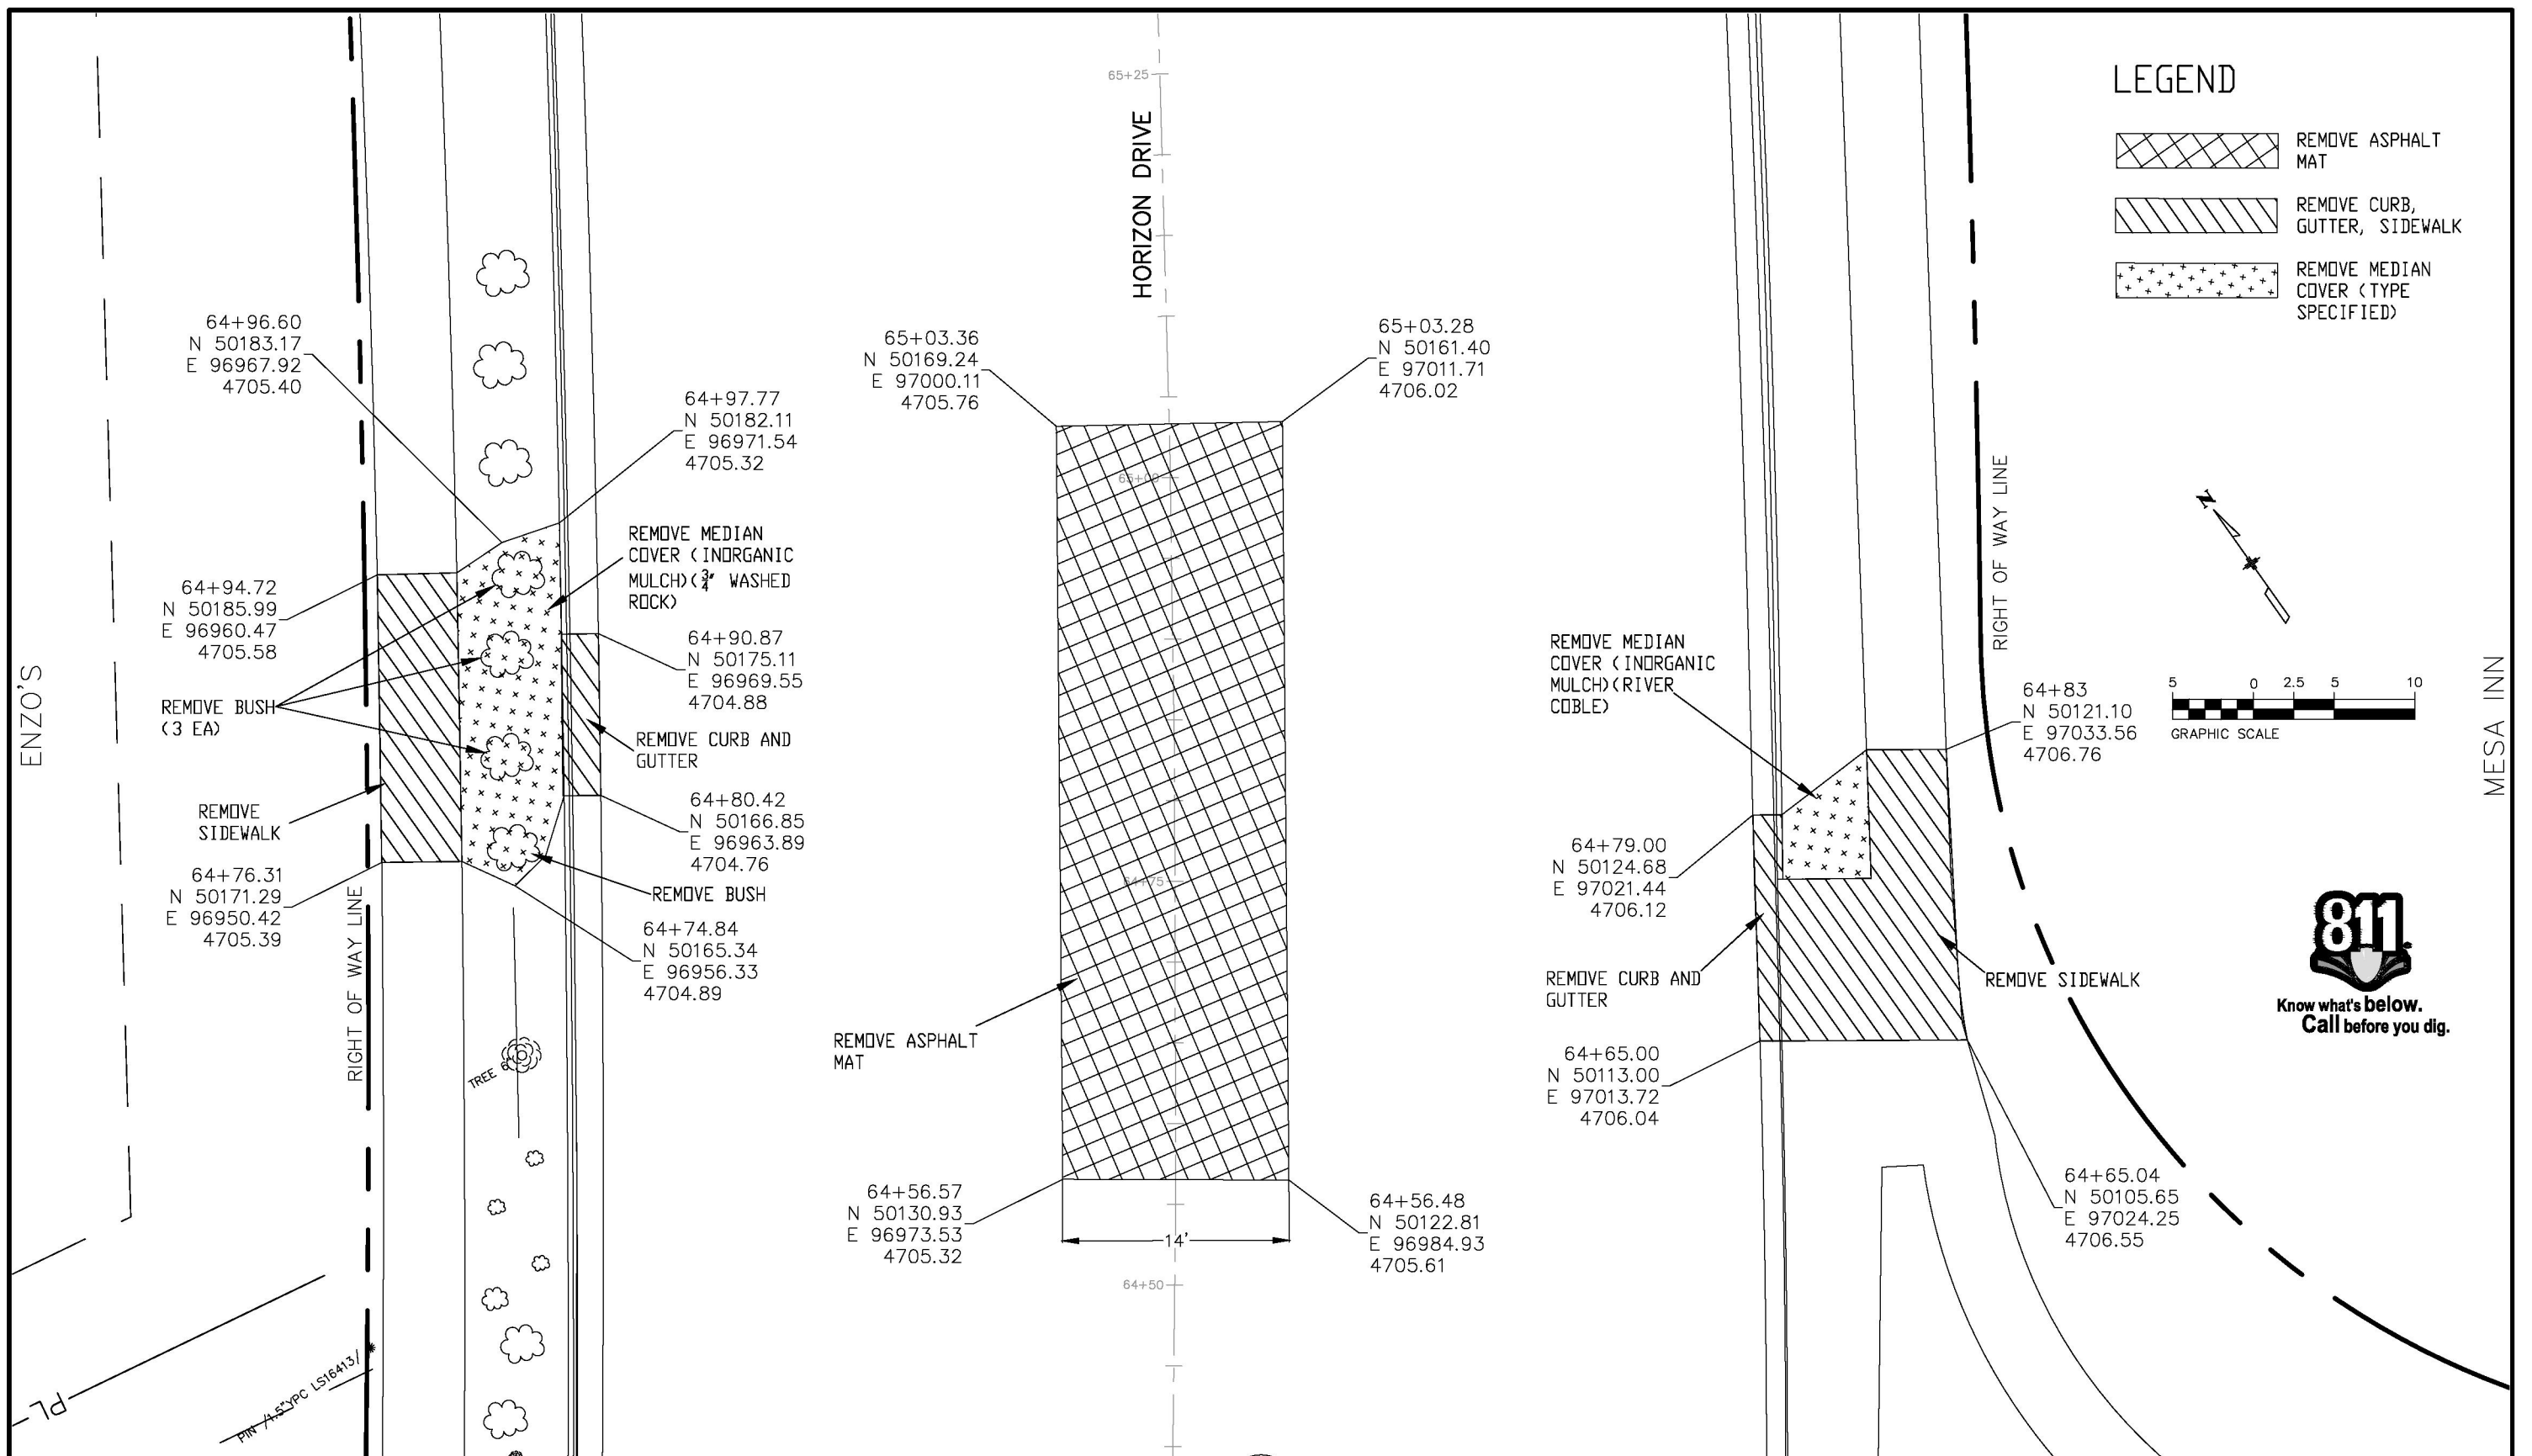 65+25
HORIZON DRIVE
LEGEND
REMOVE ASPHALT
MAT
REMOVE CURB,
GUTTER, SIDEWALK
REMOVE MEDIAN
COVER (TYPE
SPECIFIED)
64+96.60
N 50183.17
E 96967.92
4705.40
64+97.77
N 50182.11
E 96971.54
4705.32
65+03.36
N 50169.24
E 97000.11
4705.76
65+03.28
N 50161.40
E 97011.71
4706.02
65+00
RIGHT OF WAY LINE
N
REMOVE MEDIAN
COVER (INORGANIC
MULCH)(3/4" WASHED
ROCK)
64+94.72
N 50185.99
E 96960.47
4705.58
64+90.87
N 50175.11
E 96969.55
4704.88
REMOVE MEDIAN
COVER (INORGANIC
MULCH)(RIVER
COBLE)
64+83
N 50121.10
E 97033.56
4706.76
5 0 2.5 5 10
GRAPHIC SCALE
ENZO'S
MESA INN
REMOVE BUSH
(3 EA)
REMOVE CURB AND
GUTTER
REMOVE
SIDEWALK
64+80.42
N 50166.85
E 96963.89
4704.76
64+76.31
N 50171.29
E 96950.42
4705.39
REMOVE BUSH
64+75
64+79.00
N 50124.68
E 97021.44
4706.12
811
Know what's below.
Call before you dig.
RIGHT OF WAY LINE
64+74.84
N 50165.34
E 96956.33
4704.89
REMOVE CURB AND
GUTTER
REMOVE SIDEWALK
REMOVE ASPHALT
MAT
TREE
64+65.00
N 50113.00
E 97013.72
4706.04
64+56.57
N 50130.93
E 96973.53
4705.32
14'
64+56.48
N 50122.81
E 96984.93
4705.61
64+65.04
N 50105.65
E 97024.25
4706.55
64+50
PL
PIN /1.5"YPC LS16413/